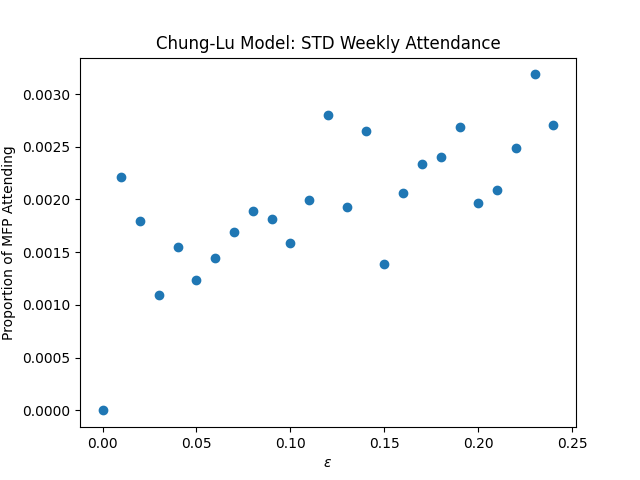 Chung-Lu Model: STD Weekly Attendance
Proportion of MFP Attending
0.0030
0.0025
0.0020
0.0015
0.0010
0.0005
0.0000
0.00 0.05 0.10 0.15 0.20 0.25
ε